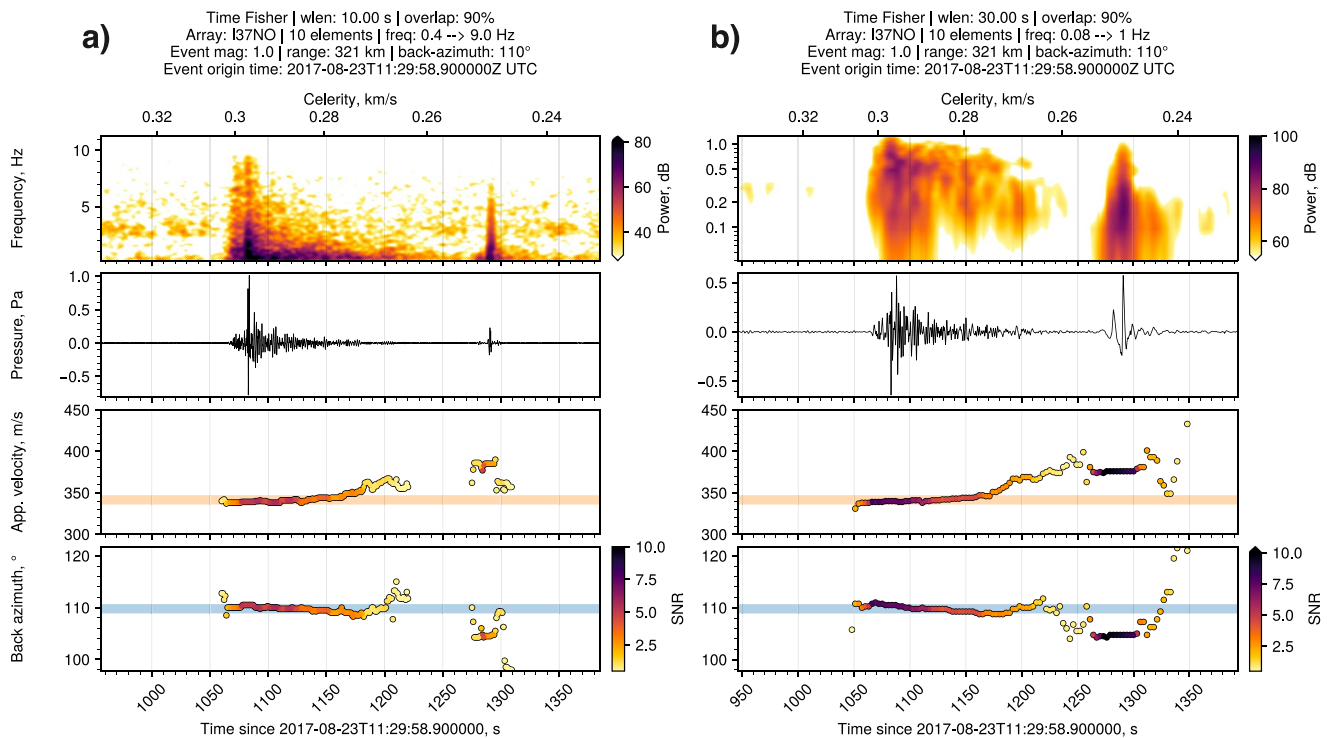 a)
Time Fisher | wlen: 10.00 s | overlap: 90%
Array: I37NO | 10 elements | freq: 0.4 --> 9.0 Hz
Event mag: 1.0 | range: 321 km | back-azimuth: 110°
Event origin time: 2017-08-23T11:29:58.900000Z UTC
Celerity, km/s
0.32 0.3 0.28 0.26 0.24
Frequency, Hz
10
5
80
60
40
Power, dB
Pressure, Pa
1.0
0.5
0.0
−0.5
App. velocity, m/s
450
400
350
300
Back azimuth, °
120
110
100
10.0
7.5
5.0
2.5
SNR
1000 1050 1100 1150 1200 1250 1300 1350
Time since 2017-08-23T11:29:58.900000, s
b)
Time Fisher | wlen: 30.00 s | overlap: 90%
Array: I37NO | 10 elements | freq: 0.08 --> 1 Hz
Event mag: 1.0 | range: 321 km | back-azimuth: 110°
Event origin time: 2017-08-23T11:29:58.900000Z UTC
Celerity, km/s
0.32 0.3 0.28 0.26 0.24
1.0
0.5
0.2
0.1
100
80
60
Power, dB
0.5
0.0
−0.5
450
400
350
300
120
110
100
10.0
7.5
5.0
2.5
SNR
950 1000 1050 1100 1150 1200 1250 1300 1350
Time since 2017-08-23T11:29:58.900000, s